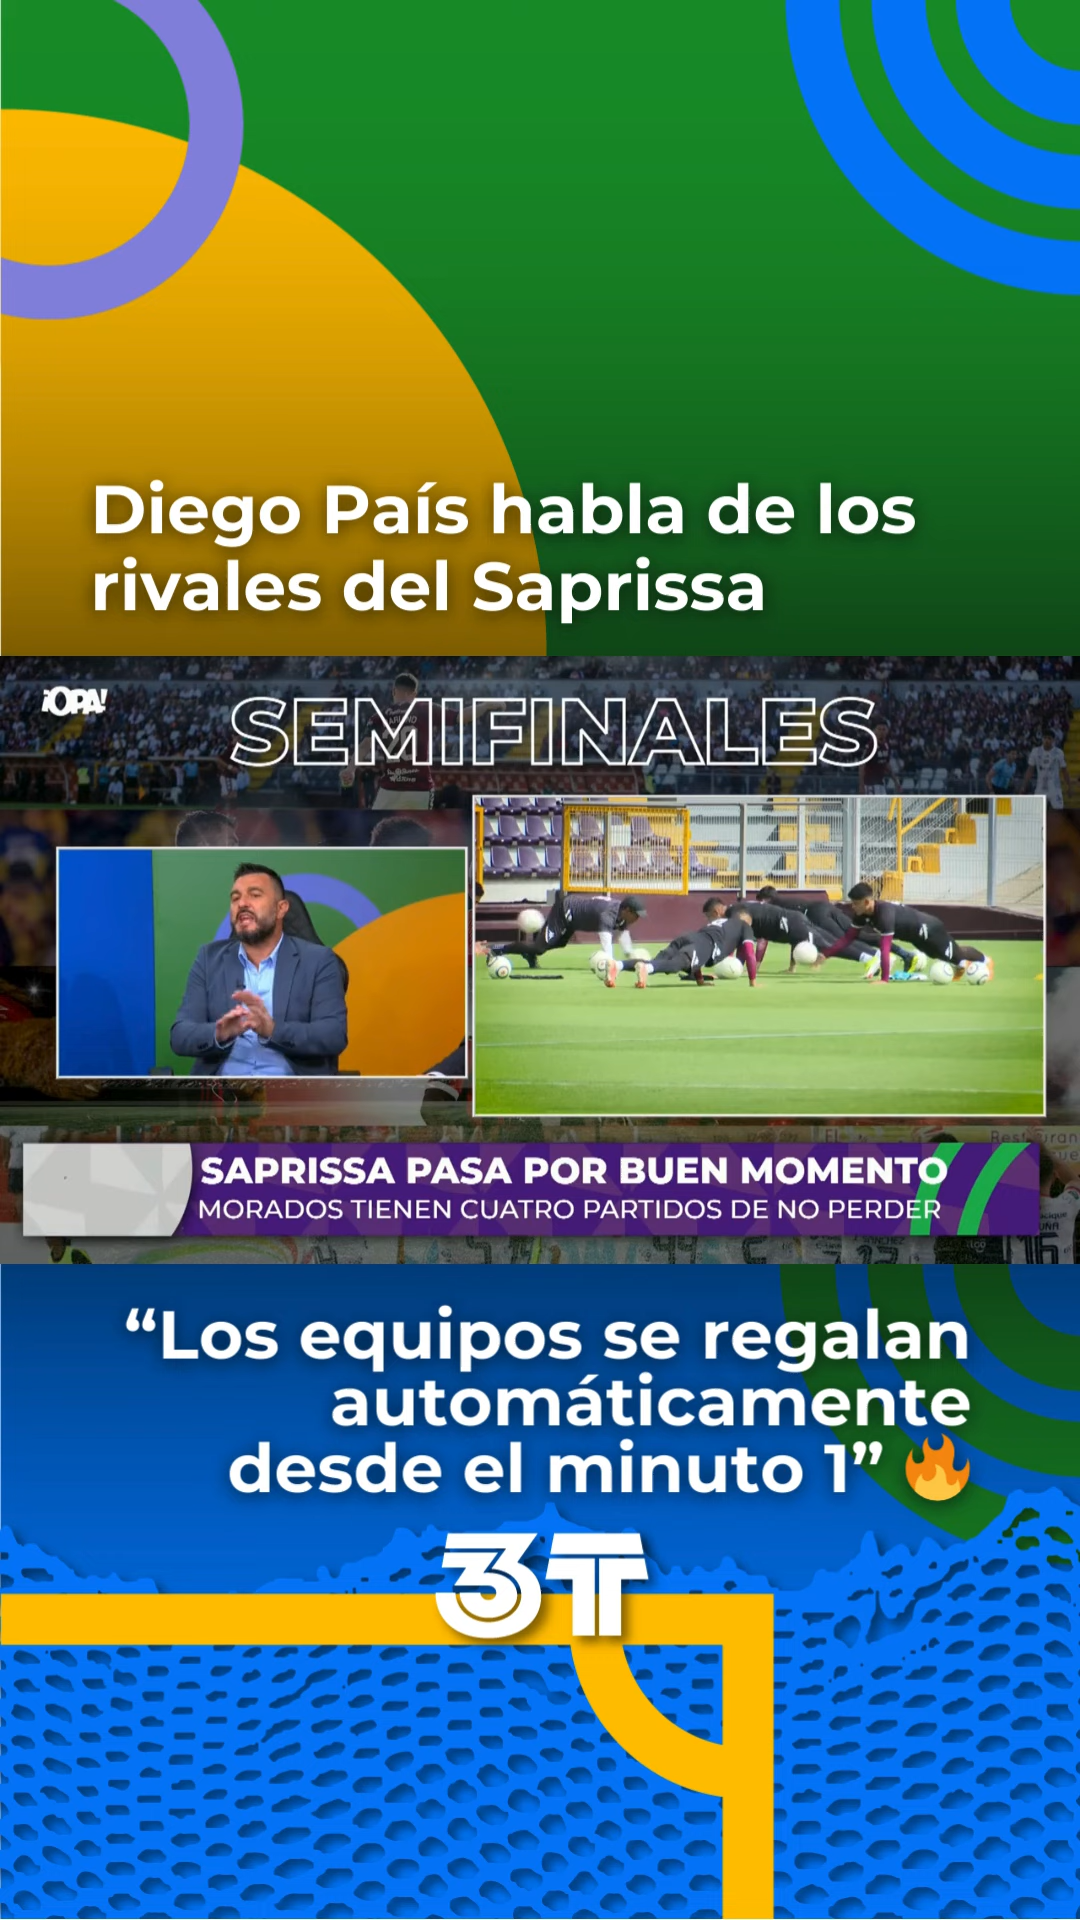 Diego País habla de los
rivales del Saprissa
¡OPA!
SEMIFINALES
SAPRISSA PASA POR BUEN MOMENTO
MORADOS TIENEN CUATRO PARTIDOS DE NO PERDER
“Los equipos se regalan
automáticamente
desde el minuto 1” 🔥
3T